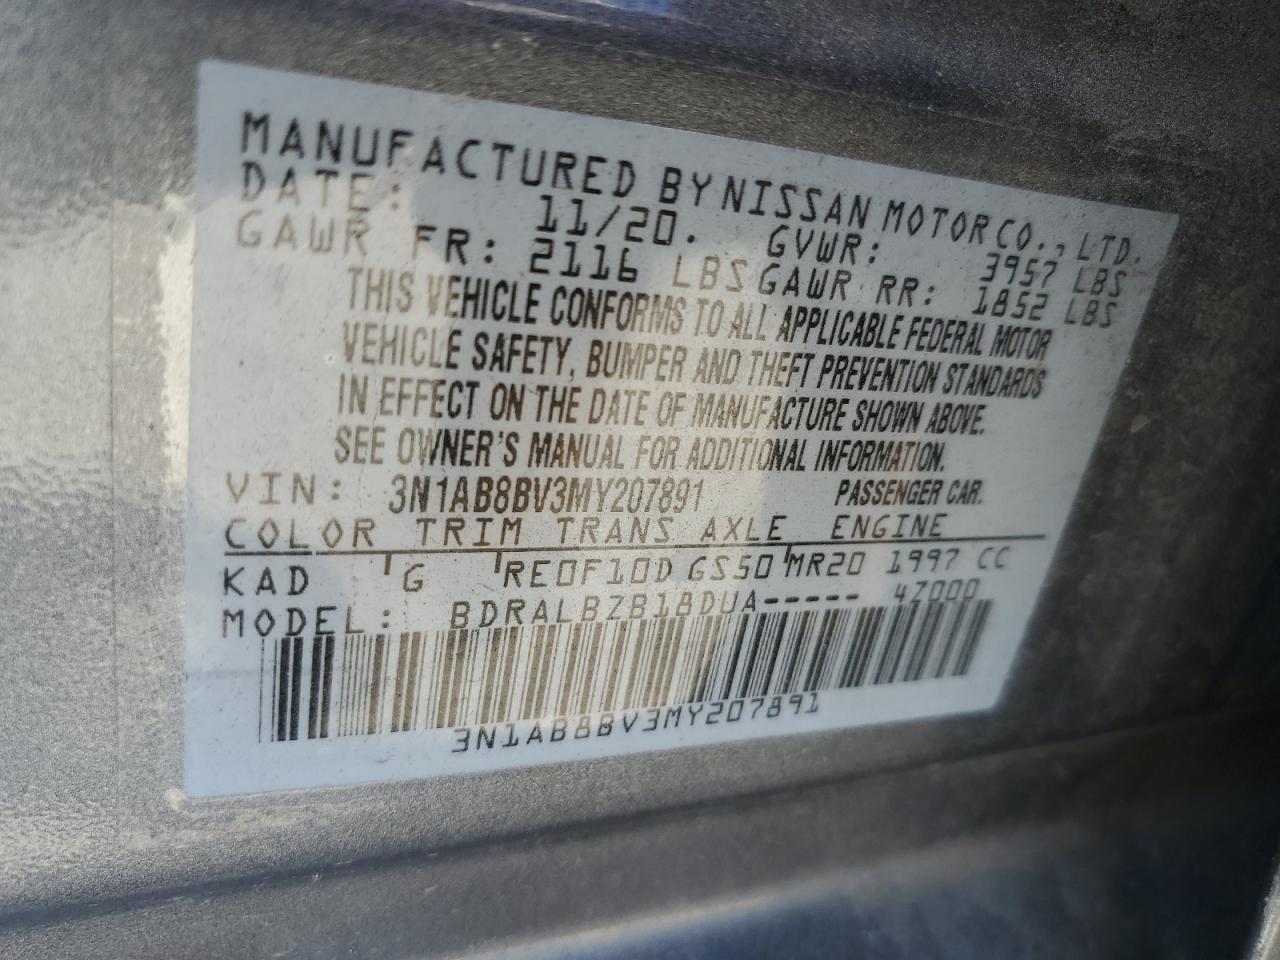 MANUFACTURED BY NISSAN MOTOR CO., LTD.
DATE: 11/20. GVWR: 3957 LBS
GAWR FR: 2116 LBS GAWR RR: 1852 LBS
THIS VEHICLE CONFORMS TO ALL APPLICABLE FEDERAL MOTOR
VEHICLE SAFETY, BUMPER AND THEFT PREVENTION STANDARDS
IN EFFECT ON THE DATE OF MANUFACTURE SHOWN ABOVE.
SEE OWNER'S MANUAL FOR ADDITIONAL INFORMATION.
VIN: 3N1AB8BV3MY207891 PASSENGER CAR.
COLOR TRIM TRANS AXLE ENGINE
KAD G RE0F10D GS50 MR20 1997 CC
MODEL: BDRALBZB18DUA----- 4Z000
3N1AB8BV3MY207891